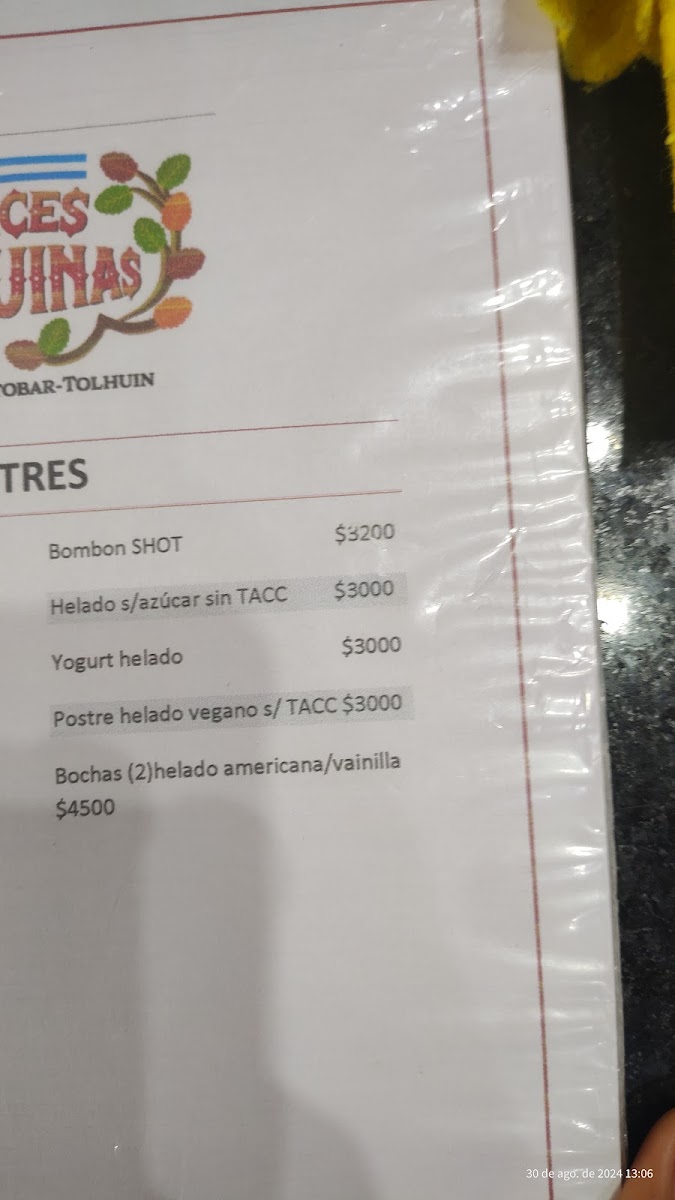 CES
UINAS
TOBAR-TOLHUIN
TRES
Bombon SHOT $3200
Helado s/azúcar sin TACC $3000
Yogurt helado $3000
Postre helado vegano s/ TACC $3000
Bochas (2)helado americana/vainilla
$4500
30 de ago. de 2024 13:06